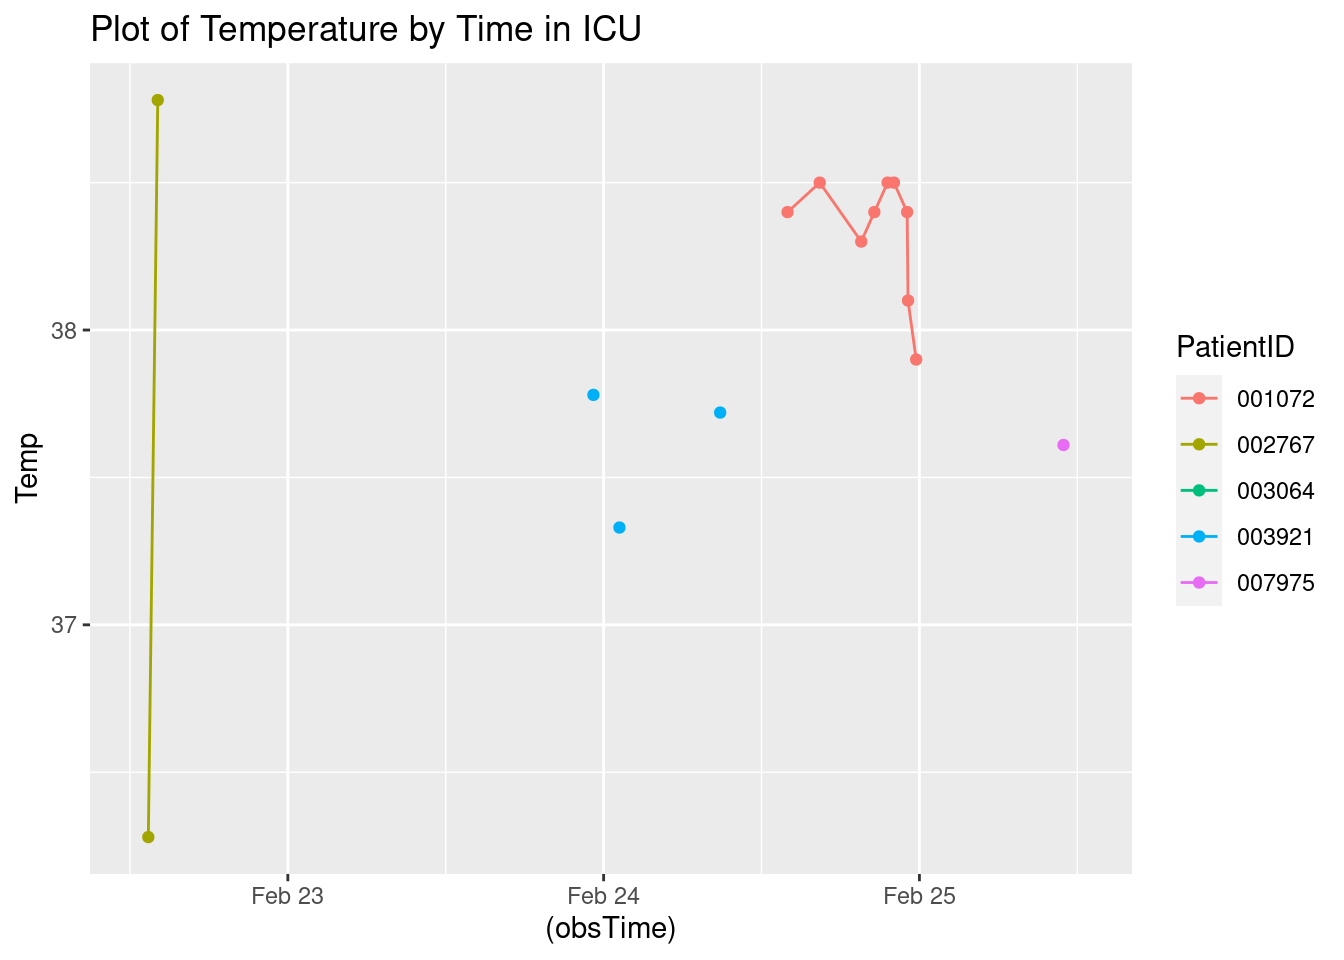 Plot of Temperature by Time in ICU
Temp
38
37
Feb 23
Feb 24
Feb 25
(obsTime)
PatientID
001072
002767
003064
003921
007975